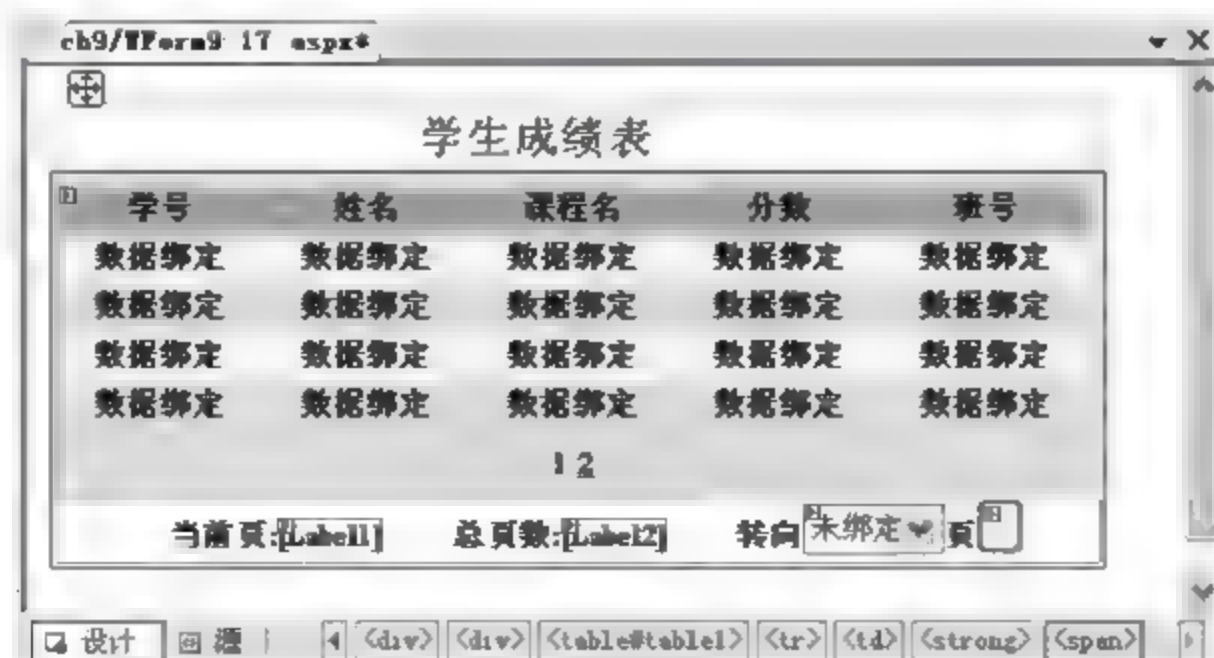 ch9/WForm9-17.aspx*
学生成绩表
学号 姓名 课程名 分数 班号
数据绑定 数据绑定 数据绑定 数据绑定 数据绑定
数据绑定 数据绑定 数据绑定 数据绑定 数据绑定
数据绑定 数据绑定 数据绑定 数据绑定 数据绑定
数据绑定 数据绑定 数据绑定 数据绑定 数据绑定
1 2
当前页:[Label1] 总页数:[Label2] 转向 未绑定 页
设计 源 <div> <div> <table#table1> <tr> <td> <strong> <span>